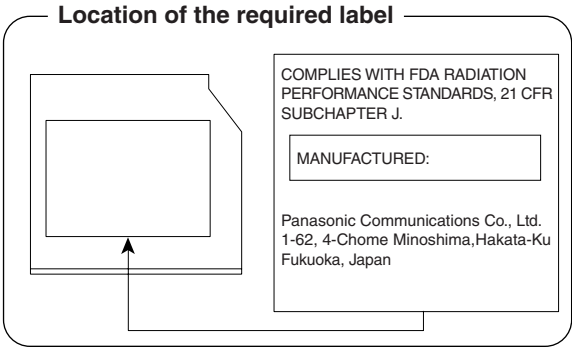 Location of the required label
COMPLIES WITH FDA RADIATION
PERFORMANCE STANDARDS, 21 CFR
SUBCHAPTER J.
MANUFACTURED:
Panasonic Communications Co., Ltd.
1-62, 4-Chome Minoshima,Hakata-Ku
Fukuoka, Japan